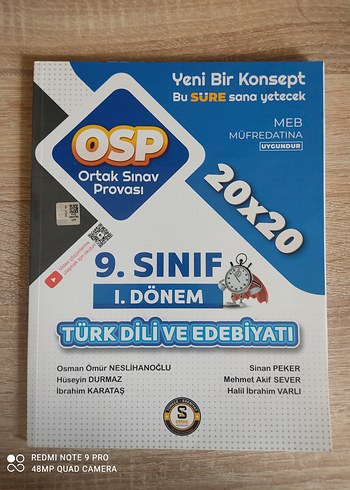 Yeni Bir Konsept
Bu SÜRE sana yetecek
MEB
MÜFREDATINA
UYGUNDUR
OSP
Ortak Sınav
Provası
20x20
9. SINIF
I. DÖNEM
TÜRK DİLİ VE EDEBİYATI
Osman Ömür NESLİHANOĞLU
Hüseyin DURMAZ
İbrahim KARATAŞ
Sinan PEKER
Mehmet Akif SEVER
Halil İbrahim VARLI
S
REDMI NOTE 9 PRO
48MP QUAD CAMERA